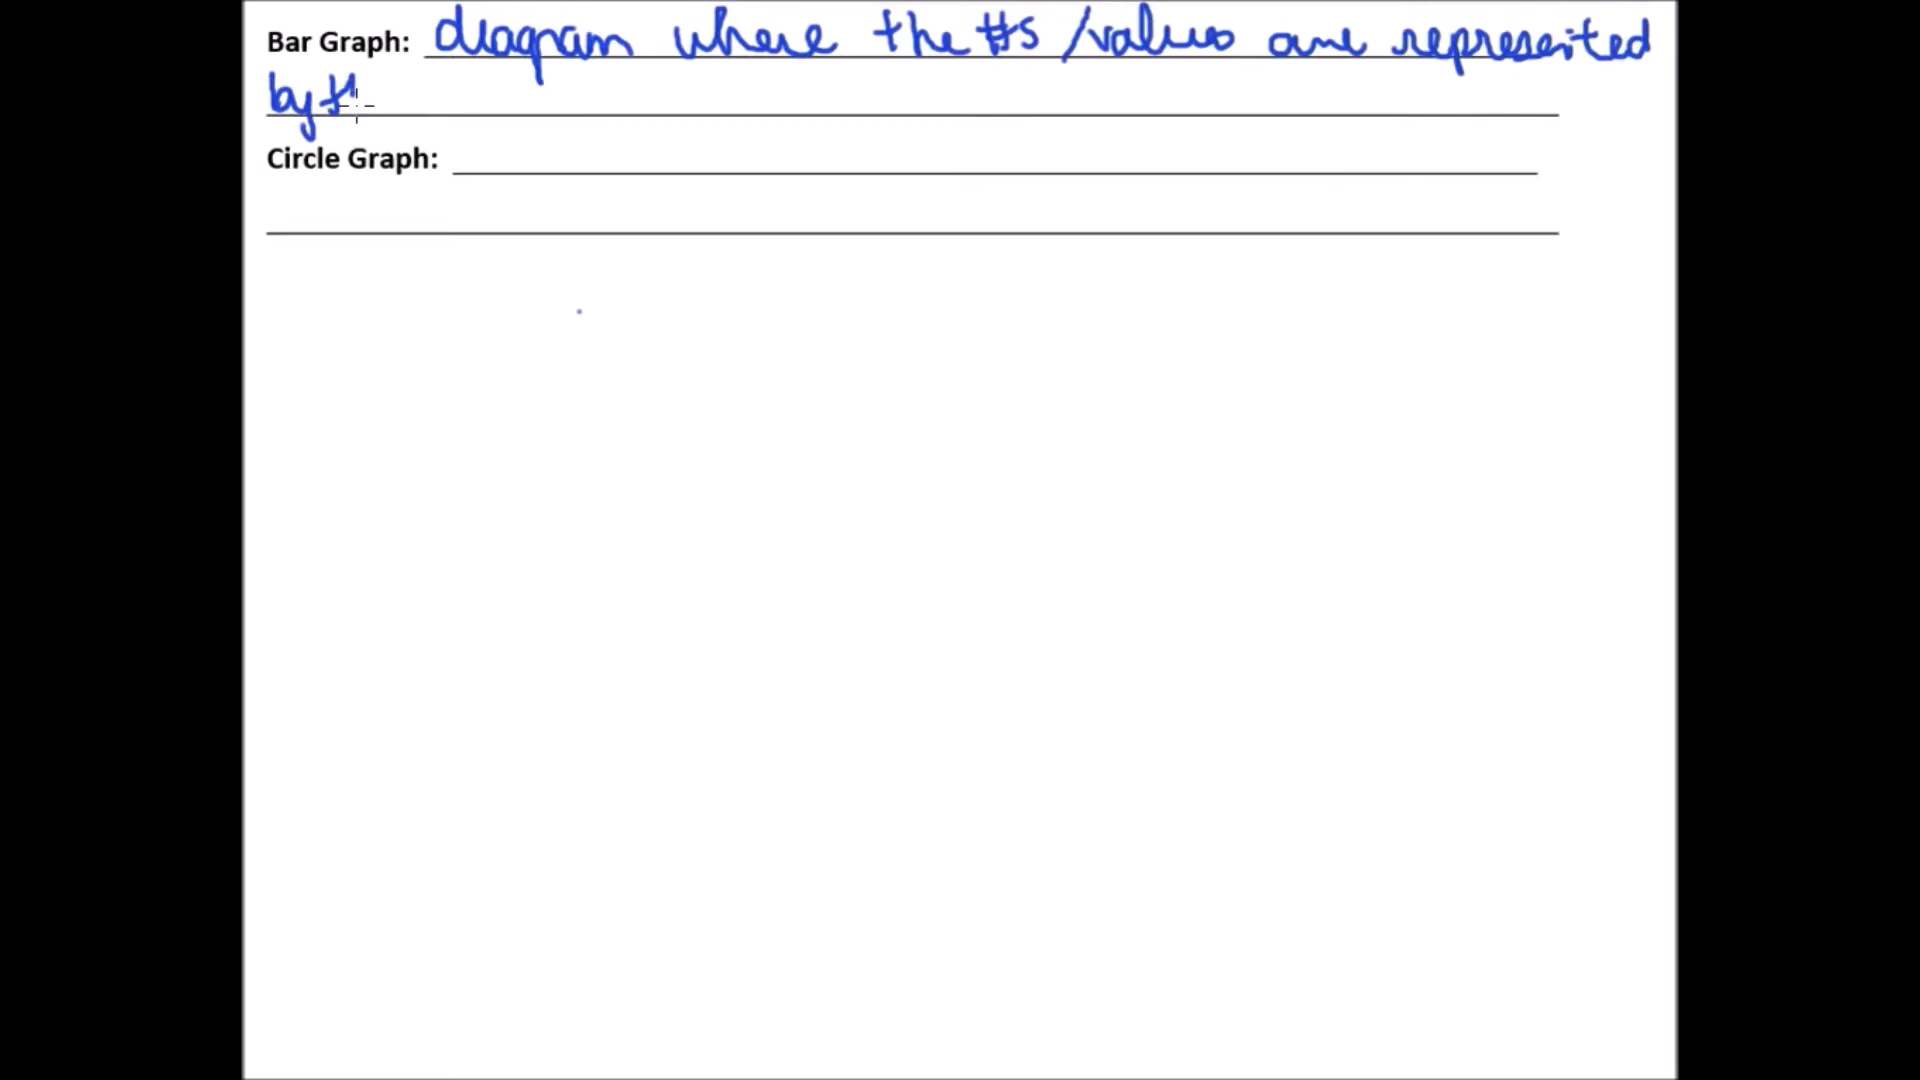 Bar Graph: diagram where the #s /values are represented
by
Circle Graph: